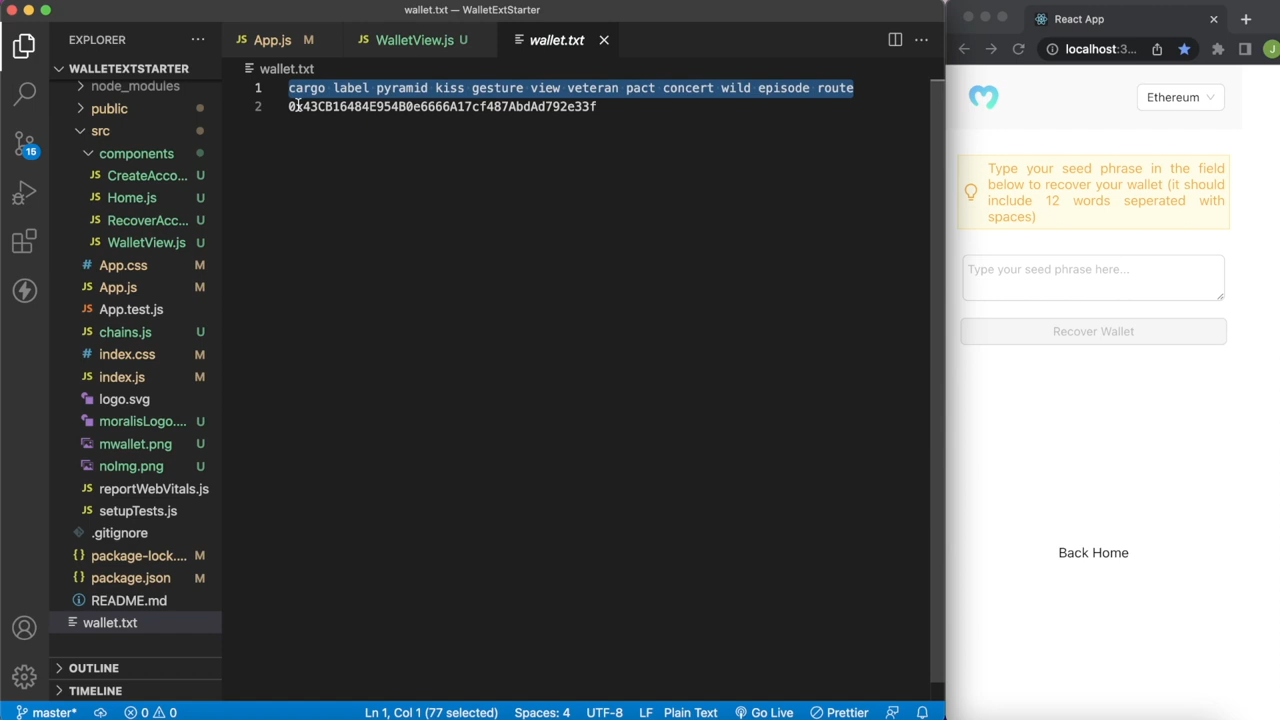 wallet.txt — WalletExtStarter
EXPLORER
WALLETEXTSTARTER
node_modules
public
src
components
CreateAcco... U
Home.js U
RecoverAcc... U
WalletView.js U
App.css M
App.js M
App.test.js
chains.js U
index.css M
index.js M
logo.svg
moralisLogo.... U
mwallet.png U
noImg.png U
reportWebVitals.js
setupTests.js
.gitignore
package-lock.... M
package.json M
README.md
wallet.txt
OUTLINE
TIMELINE
15
App.js M
WalletView.js U
wallet.txt
wallet.txt
1 cargo label pyramid kiss gesture view veteran pact concert wild episode route
2
master*
0 0
Ln 1, Col 1 (77 selected)
Spaces: 4
UTF-8
LF
Plain Text
Go Live
Prettier
React App
localhost:3...
J
Ethereum
Type your seed phrase in the field
below to recover your wallet (it should
include 12 words seperated with
spaces)
Type your seed phrase here...
Recover Wallet
Back Home